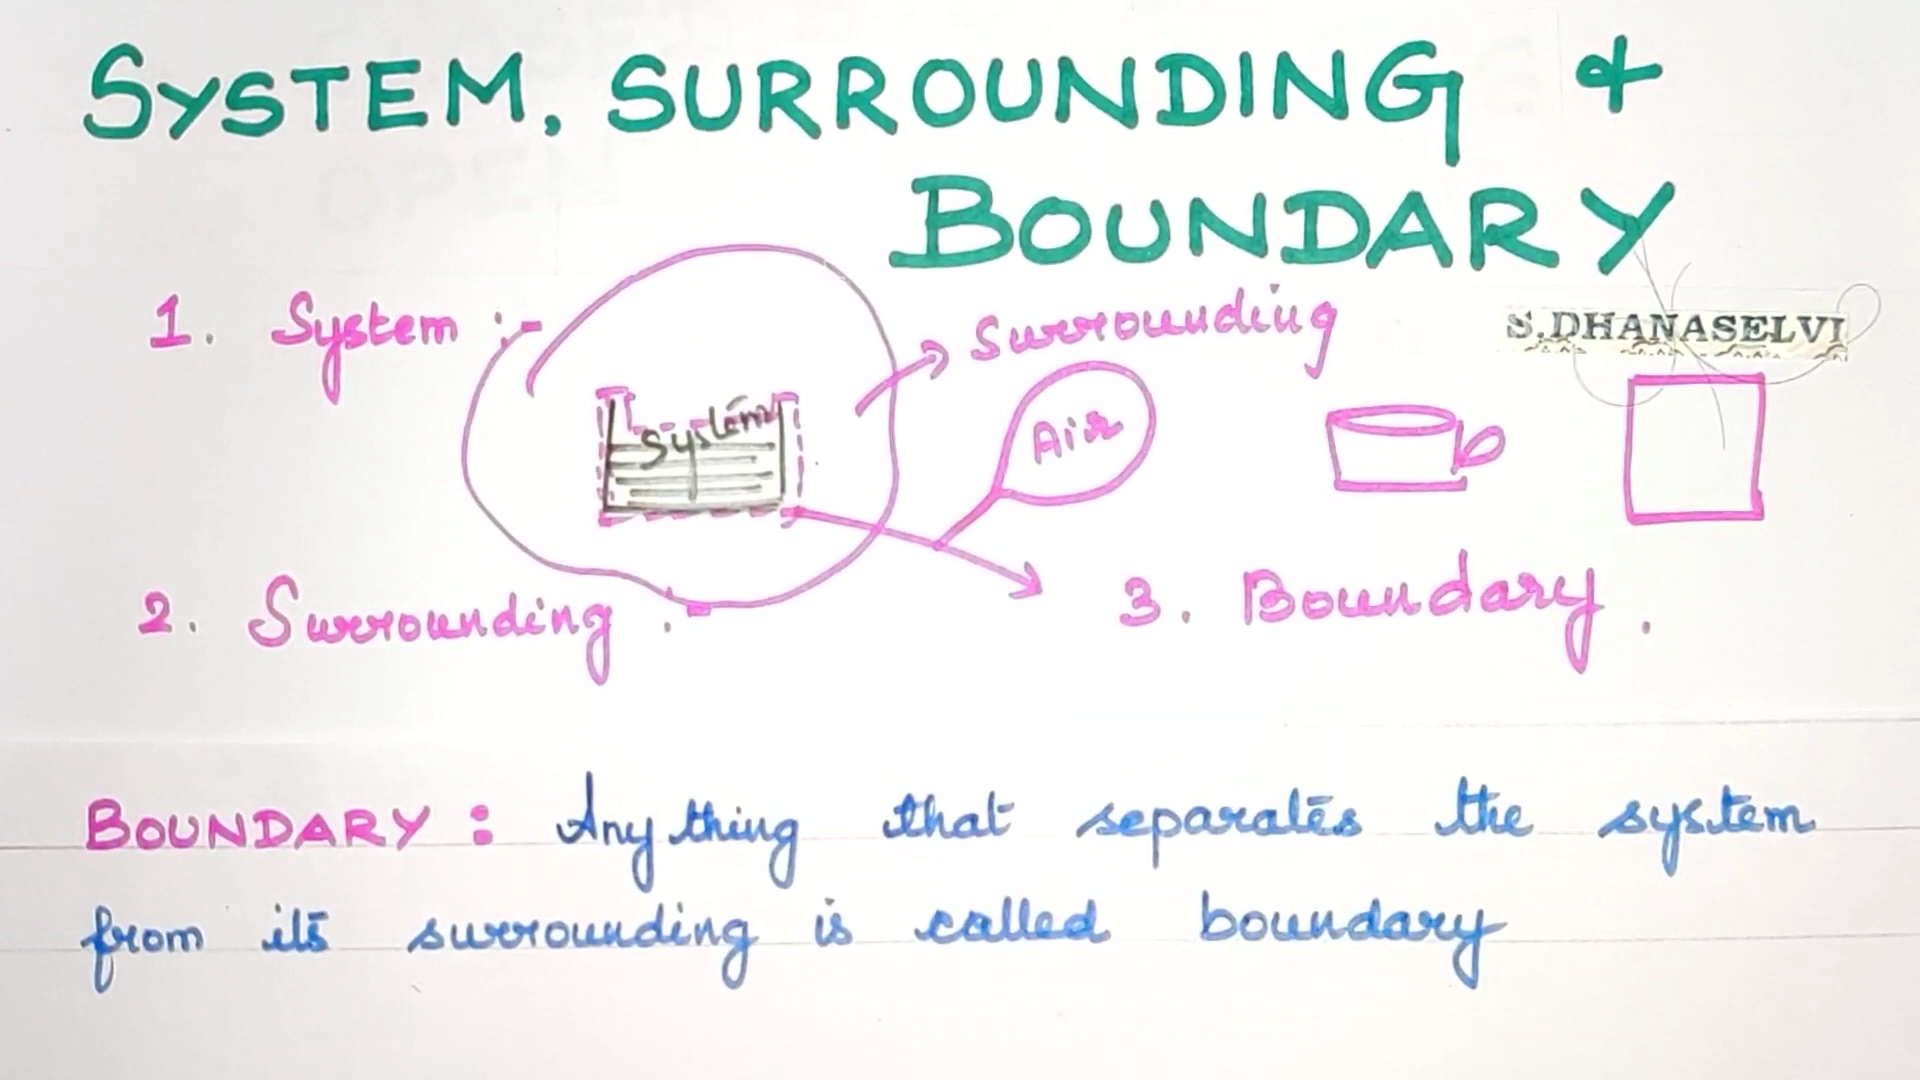 SYSTEM, SURROUNDING &
BOUNDARY
1. System :-
Surrounding
S.DHANASELVI
System
Air
2. Surrounding :-
3. Boundary.
BOUNDARY : Any thing that separates the system
from its surrounding is called boundary